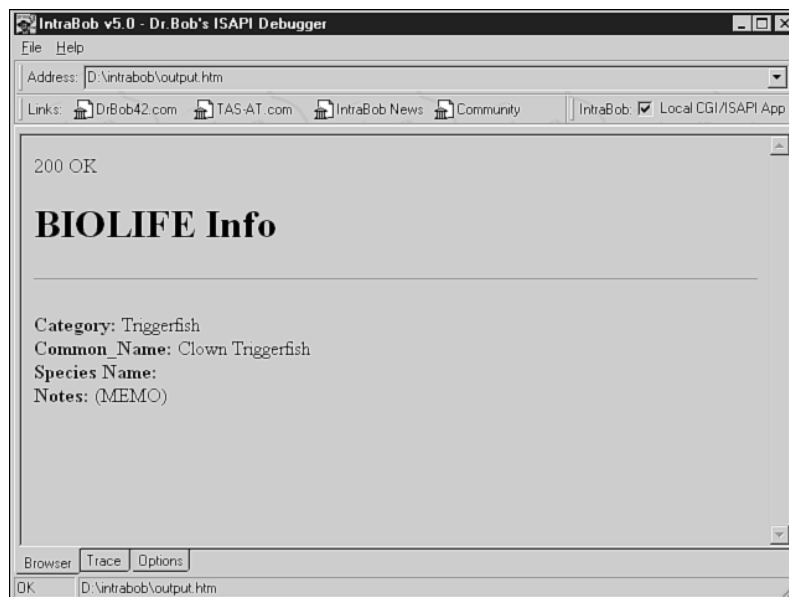 IntraBob v5.0 - Dr.Bob's ISAPI Debugger
File Help
Address: D:\intrabob\output.htm
Links: DrBob42.com TAS-AT.com IntraBob News Community IntraBob: Local CGI/ISAPI App
200 OK
BIOLIFE Info
Category: Triggerfish
Common_Name: Clown Triggerfish
Species Name:
Notes: (MEMO)
Browser Trace Options
OK D:\intrabob\output.htm